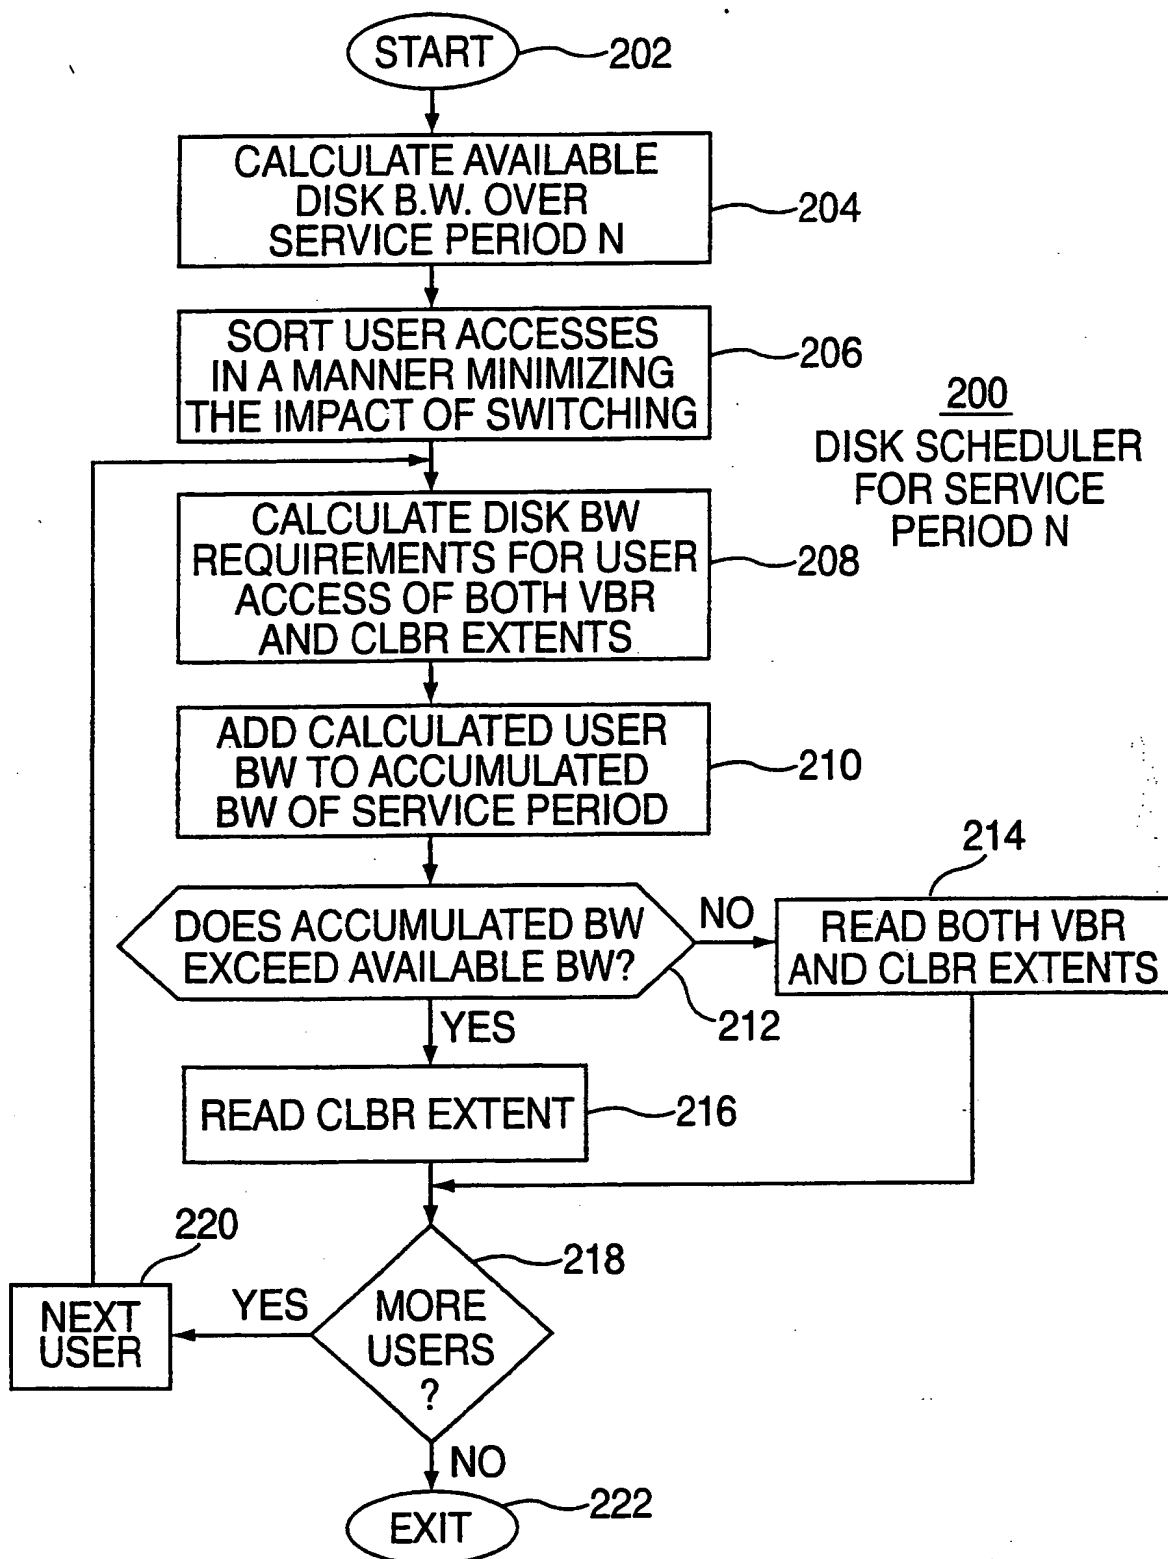 START
202
CALCULATE AVAILABLE
DISK B.W. OVER
SERVICE PERIOD N
204
SORT USER ACCESSES
IN A MANNER MINIMIZING
THE IMPACT OF SWITCHING
206
200
DISK SCHEDULER
FOR SERVICE
PERIOD N
CALCULATE DISK BW
REQUIREMENTS FOR USER
ACCESS OF BOTH VBR
AND CLBR EXTENTS
208
ADD CALCULATED USER
BW TO ACCUMULATED
BW OF SERVICE PERIOD
210
DOES ACCUMULATED BW
EXCEED AVAILABLE BW?
212
NO
214
READ BOTH VBR
AND CLBR EXTENTS
YES
READ CLBR EXTENT
216
MORE
USERS
?
218
YES
220
NEXT
USER
NO
EXIT
222